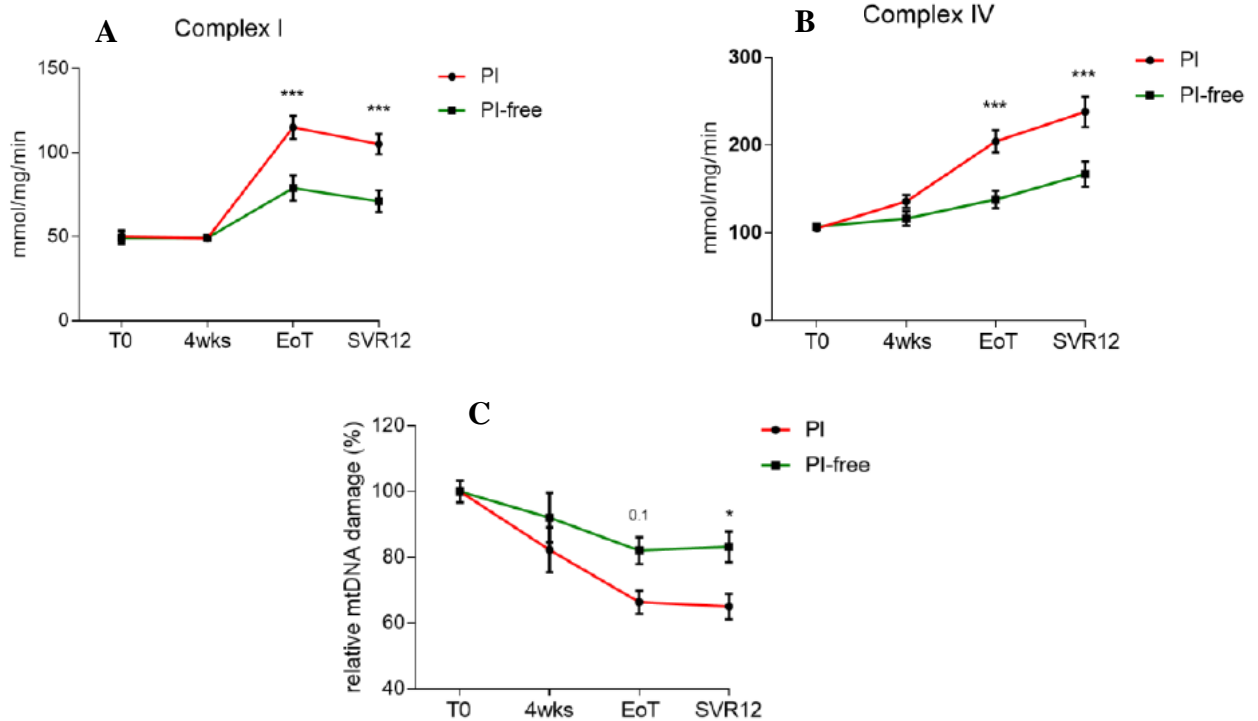 A
Complex I
mmol/mg/min
150
100
50
0
T0
4wks
EoT
SVR12
***
***
PI
PI-free
B
Complex IV
mmol/mg/min
300
200
100
0
T0
4wks
EoT
SVR12
***
***
PI
PI-free
C
relative mtDNA damage (%)
120
100
80
60
40
T0
4wks
EoT
SVR12
0.1
*
PI
PI-free